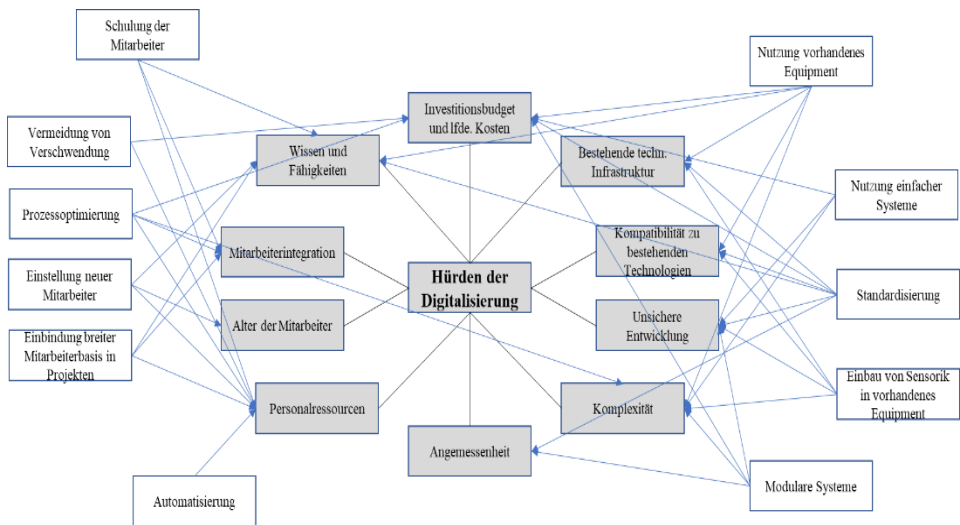 Schulung der
Mitarbeiter
Nutzung vorhandenes
Equipment
Investitionsbudget
und lfde. Kosten
Vermeidung von
Verschwendung
Wissen und
Fähigkeiten
Bestehende techn.
Infrastruktur
Prozessoptimierung
Nutzung einfacher
Systeme
Mitarbeiterintegration
Kompatibilität zu
bestehenden
Technologien
Einstellung neuer
Mitarbeiter
Hürden der
Digitalisierung
Standardisierung
Alter der Mitarbeiter
Unsichere
Entwicklung
Einbindung breiter
Mitarbeiterbasis in
Projekten
Einbau von Sensorik
in vorhandenes
Equipment
Personalressourcen
Komplexität
Angemessenheit
Automatisierung
Modulare Systeme